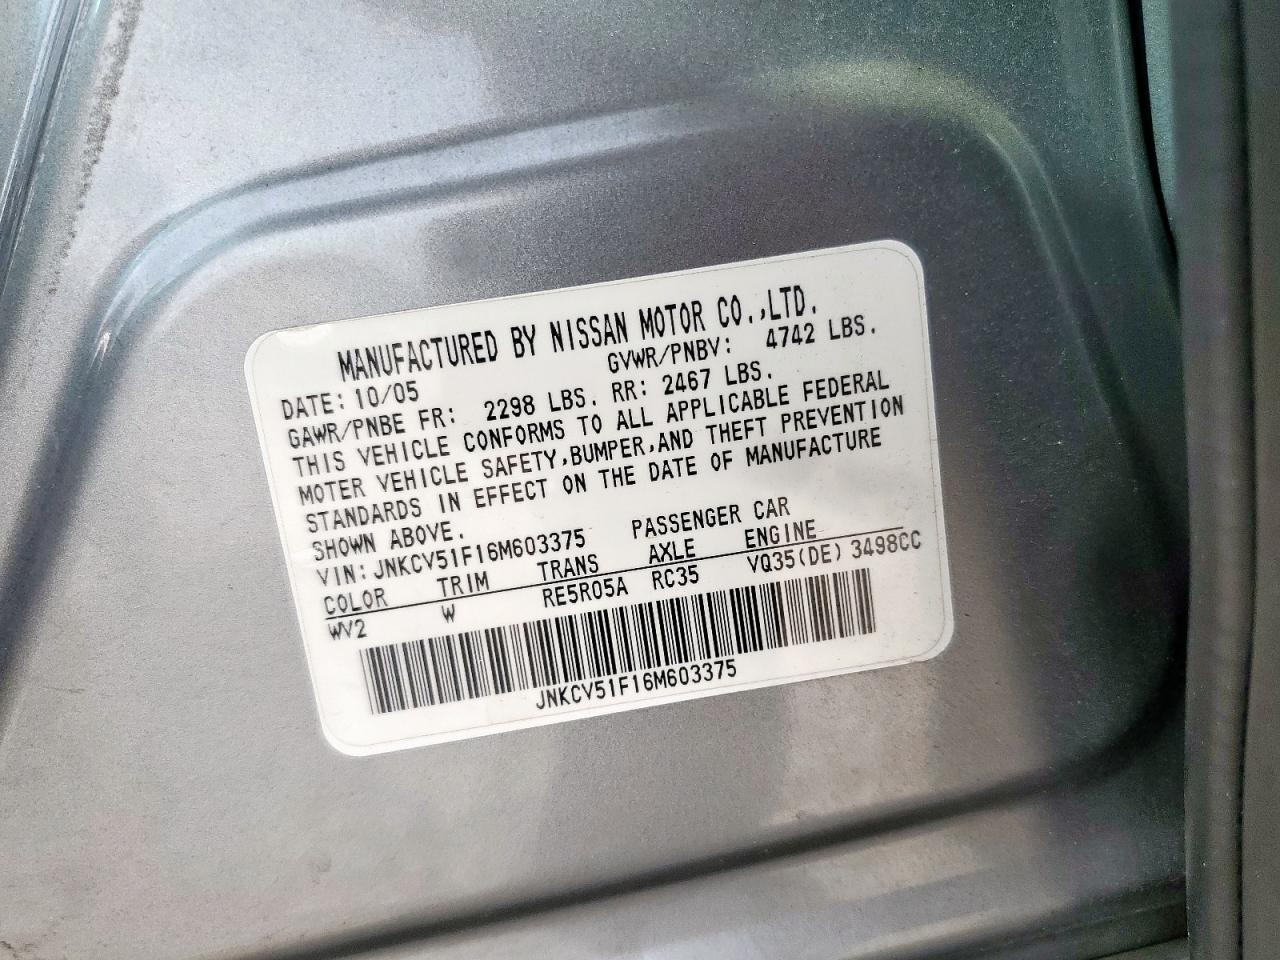 MANUFACTURED BY NISSAN MOTOR CO.,LTD.
DATE: 10/05 GVWR/PNBV: 4742 LBS.
GAWR/PNBE FR: 2298 LBS. RR: 2467 LBS.
THIS VEHICLE CONFORMS TO ALL APPLICABLE FEDERAL
MOTER VEHICLE SAFETY,BUMPER,AND THEFT PREVENTION
STANDARDS IN EFFECT ON THE DATE OF MANUFACTURE
SHOWN ABOVE.
VIN: JNKCV51F16M603375 PASSENGER CAR
COLOR TRIM TRANS AXLE ENGINE
WV2 W RE5R05A RC35 VQ35(DE) 3498CC
JNKCV51F16M603375